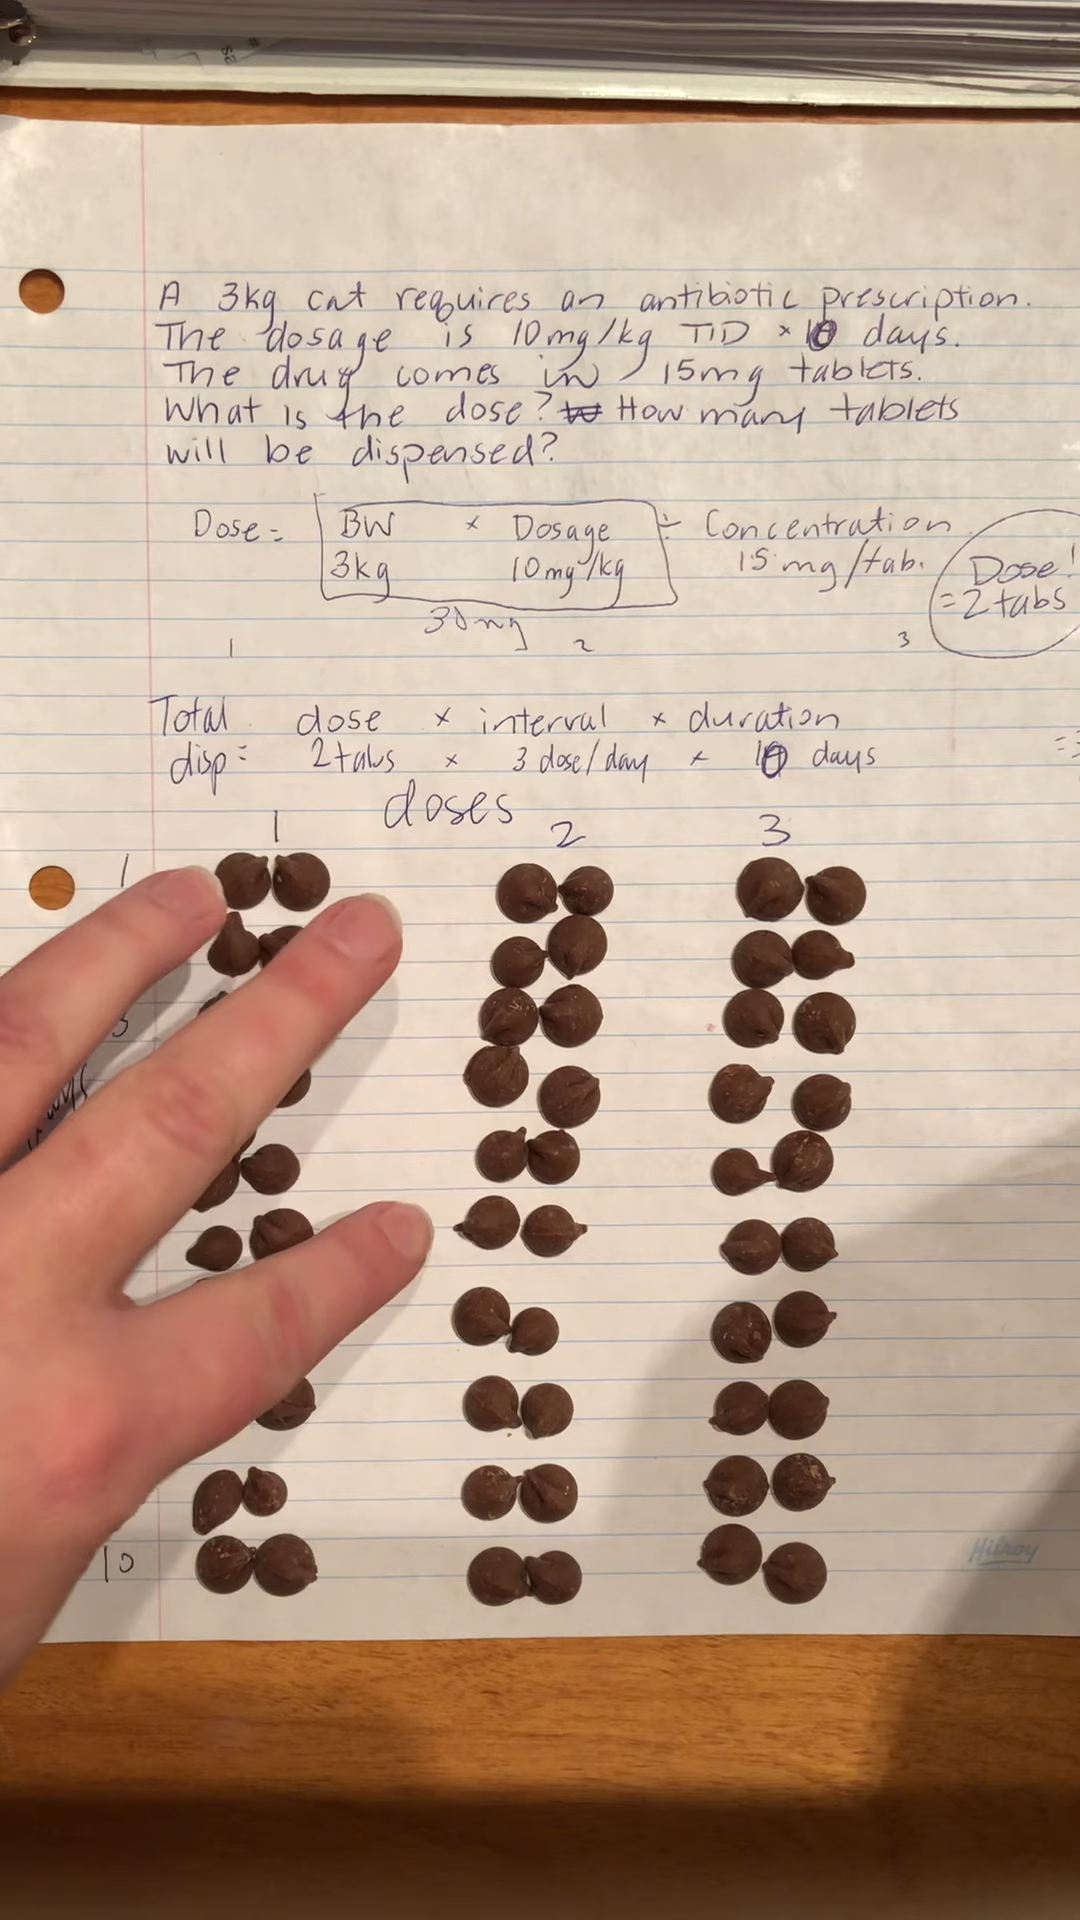 A 3kg cat requires an antibiotic prescription.
The dosage is 10mg/kg TID × 10 days.
The drug comes in 15mg tablets.
What is the dose? How many tablets
will be dispensed?
Dose = BW × Dosage ÷ Concentration
3kg 10mg/kg 15mg/tab. Dose!
= 2 tabs
30mg
1 2 3
Total dose × interval × duration
disp = 2 tabs × 3 dose/day × 10 days =
doses
1 2 3
1
3
10
Hilroy